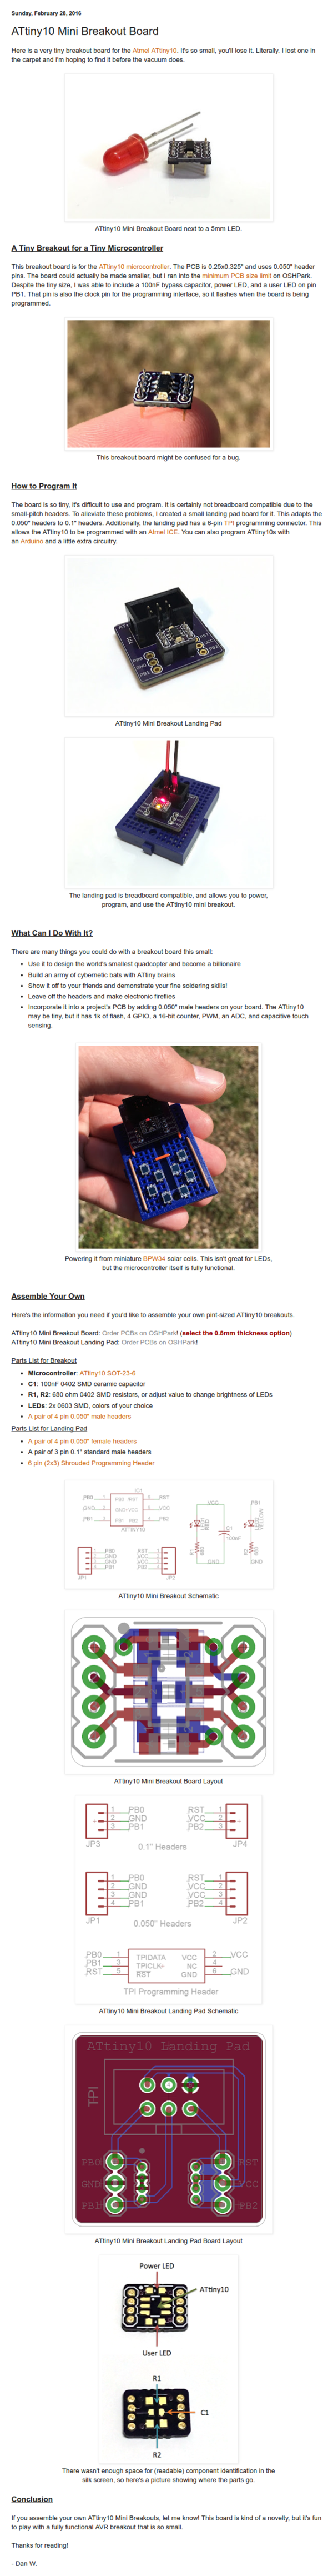 Sunday, February 28, 2016
ATtiny10 Mini Breakout Board
Here is a very tiny breakout board for the Atmel ATtiny10. It's so small, you'll lose it. Literally. I lost one in
the carpet and I'm hoping to find it before the vacuum does.
ATtiny10 Mini Breakout Board next to a 5mm LED.
A Tiny Breakout for a Tiny Microcontroller
This breakout board is for the ATtiny10 microcontroller. The PCB is 0.25x0.325" and uses 0.050" header
pins. The board could actually be made smaller, but I ran into the minimum PCB size limit on OSHPark.
Despite the tiny size, I was able to include a 100nF bypass capacitor, power LED, and a user LED on pin
PB1. That pin is also the clock pin for the programming interface, so it flashes when the board is being
programmed.
This breakout board might be confused for a bug.
How to Program It
The board is so tiny, it's difficult to use and program. It is certainly not breadboard compatible due to the
small-pitch headers. To alleviate these problems, I created a small landing pad board for it. This adapts the
0.050" headers to 0.1" headers. Additionally, the landing pad has a 6-pin TPI programming connector. This
allows the ATtiny10 to be programmed with an Atmel ICE. You can also program ATtiny10s with
an Arduino and a little extra circuitry.
ATtiny10 Mini Breakout Landing Pad
The landing pad is breadboard compatible, and allows you to power,
program, and use the ATtiny10 mini breakout.
What Can I Do With It?
There are many things you could do with a breakout board this small:
• Use it to design the world's smallest quadcopter and become a billionaire
• Build an army of cybernetic bats with ATtiny brains
• Show it off to your friends and demonstrate your fine soldering skills!
• Leave off the headers and make electronic fireflies
• Incorporate it into a project's PCB by adding 0.050" male headers on your board. The ATtiny10
may be tiny, but it has 1k of flash, 4 GPIO, a 16-bit counter, PWM, an ADC, and capacitive touch
sensing.
Powering it from miniature BPW34 solar cells. This isn't great for LEDs,
but the microcontroller itself is fully functional.
Assemble Your Own
Here's the information you need if you'd like to assemble your own pint-sized ATtiny10 breakouts.
ATtiny10 Mini Breakout Board: Order PCBs on OSHPark! (select the 0.8mm thickness option)
ATtiny10 Mini Breakout Landing Pad: Order PCBs on OSHPark!
Parts List for Breakout
• Microcontroller: ATtiny10 SOT-23-6
• C1: 100nF 0402 SMD ceramic capacitor
• R1, R2: 680 ohm 0402 SMD resistors, or adjust value to change brightness of LEDs
• LEDs: 2x 0603 SMD, colors of your choice
• A pair of 4 pin 0.050" male headers
Parts List for Landing Pad
• A pair of 4 pin 0.050" female headers
• A pair of 3 pin 0.1" standard male headers
• 6 pin (2x3) Shrouded Programming Header
IC1
PB0 1 PB0 /RST 6 /RST
GND 2 GND VCC 5 VCC
PB1 3 PB1 PB2 4 PB2
ATTINY10
VCC
PB1
C1
100nF
GND
GND
PB0
GND
GND
PB1
JP1
RST
VCC
VCC
PB2
JP2
ATtiny10 Mini Breakout Schematic
ATtiny10 Mini Breakout Board Layout
1 PB0
2 GND
3 PB1
JP3
RST 1
VCC 2
PB2 3
JP4
0.1" Headers
1 PB0
2 GND
3 GND
4 PB1
JP1
RST 1
VCC 2
VCC 3
PB2 4
JP2
0.050" Headers
PB0 1 TPIDATA VCC 2 VCC
PB1 3 TPICLK NC 4
RST 5 RST GND 6 GND
TPI Programming Header
ATtiny10 Mini Breakout Landing Pad Schematic
ATtiny10 Landing Pad
TPI
PB0 RST
GND VCC
PB1 PB2
ATtiny10 Mini Breakout Landing Pad Board Layout
Power LED
ATtiny10
User LED
R1
C1
R2
There wasn't enough space for (readable) component identification in the
silk screen, so here's a picture showing where the parts go.
Conclusion
If you assemble your own ATtiny10 Mini Breakouts, let me know! This board is kind of a novelty, but it's fun
to play with a fully functional AVR breakout that is so small.
Thanks for reading!
- Dan W.